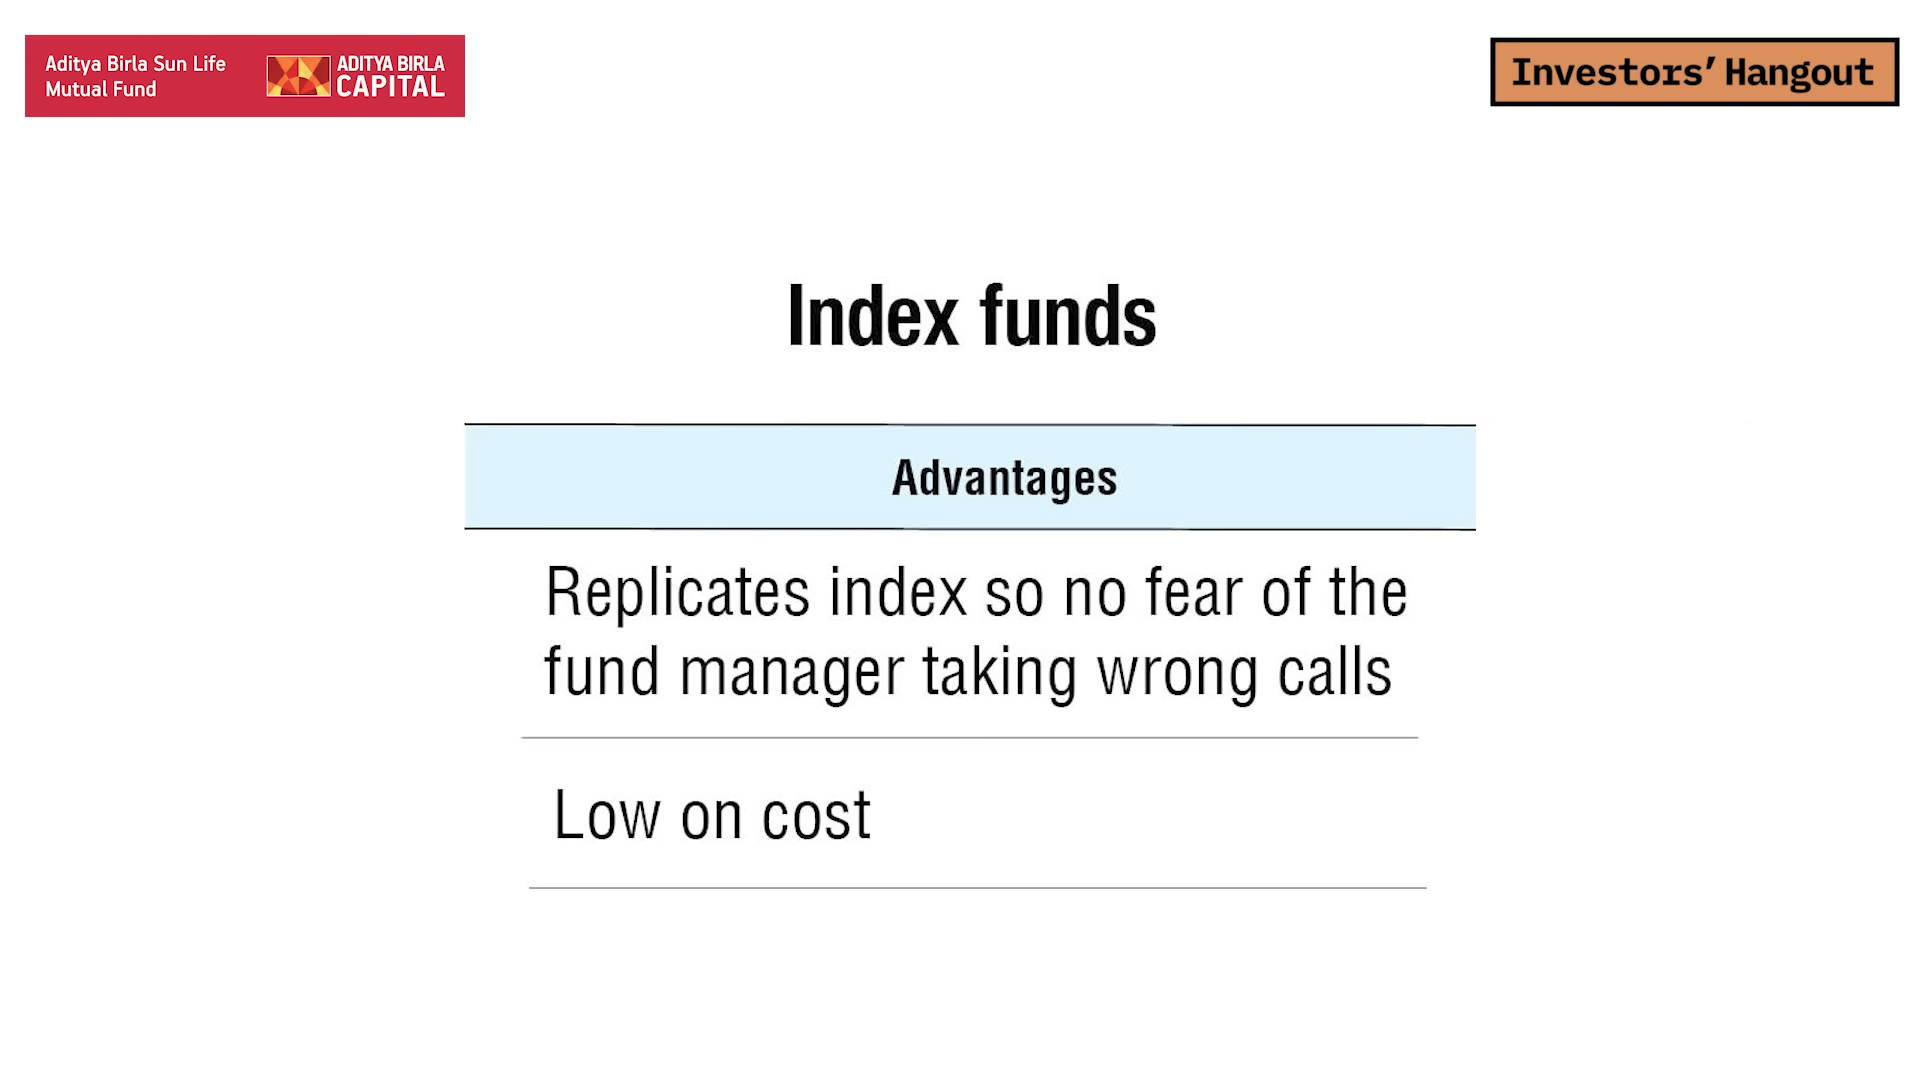 Aditya Birla Sun Life
Mutual Fund
ADITYA BIRLA
CAPITAL
Investors’ Hangout
Index funds
Advantages
Replicates index so no fear of the
fund manager taking wrong calls
Low on cost